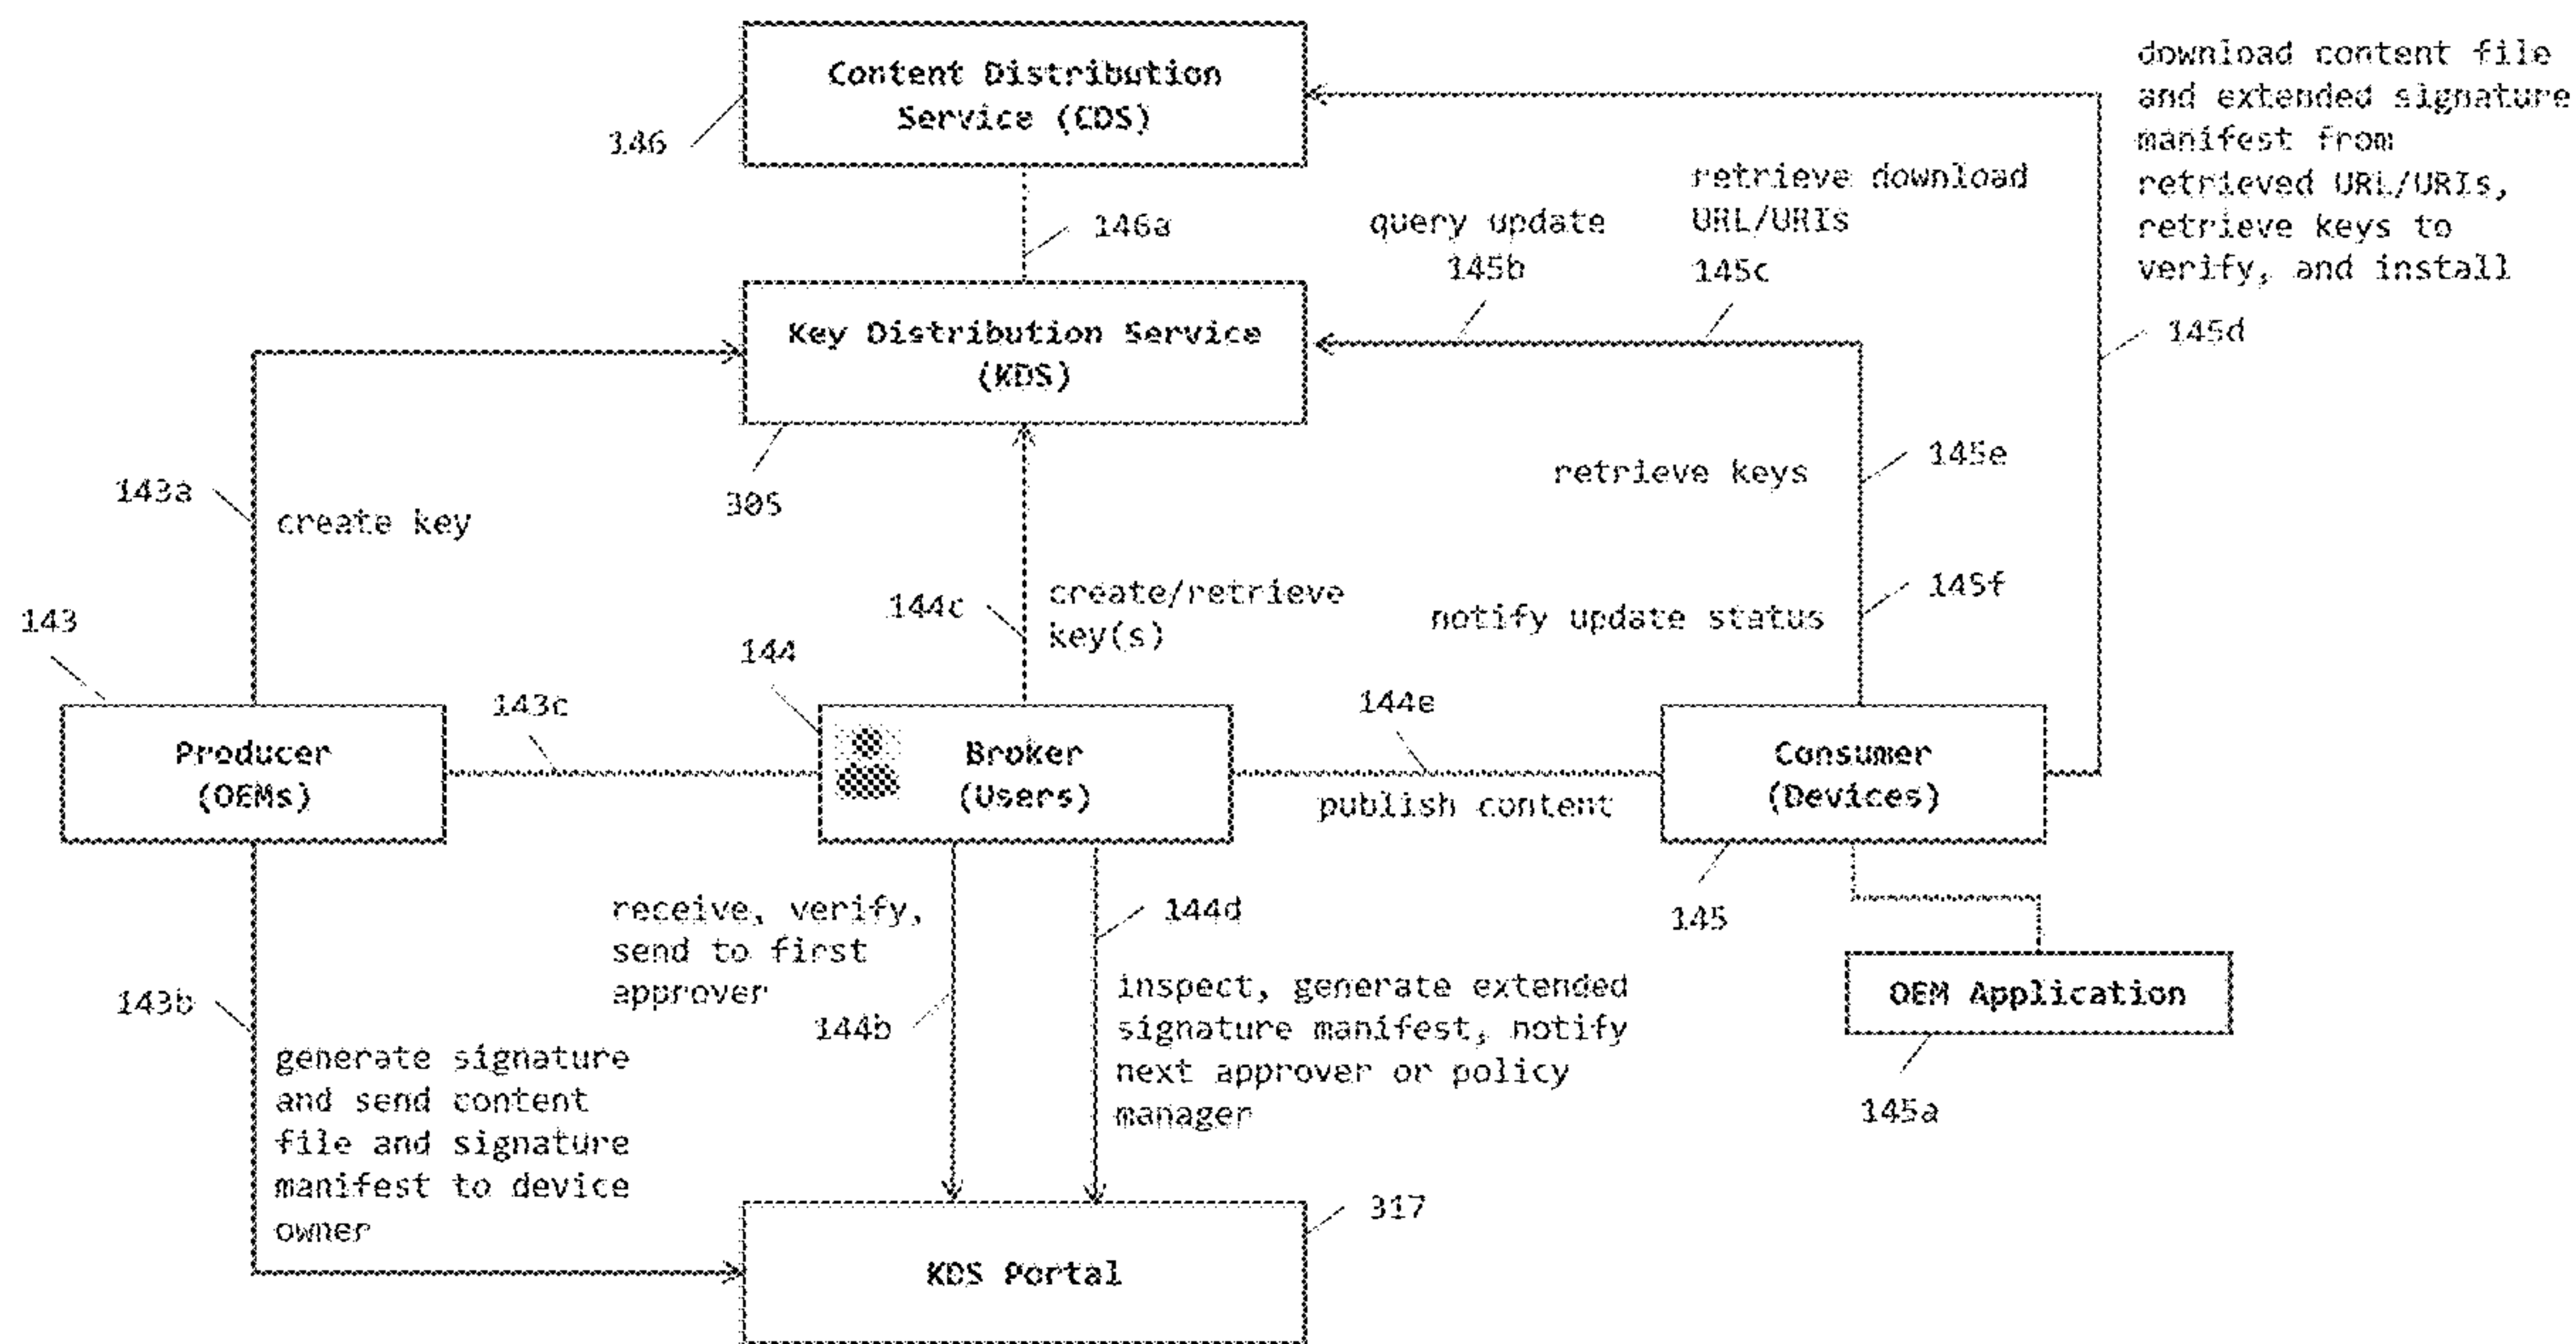 Content Distribution
Service (CDS)
146
download content file
and extended signature
manifest from
retrieved URL/URIs,
retrieve keys to
verify, and install
145d
146a
query update
145b
retrieve download
URL/URIs
145c
Key Distribution Service
(KDS)
305
143a
create key
retrieve keys
145e
144c
create/retrieve
key(s)
notify update status
145f
143
Producer
(OEMs)
143c
144
Broker
(Users)
144e
publish content
Consumer
(Devices)
145
receive, verify,
send to first
approver
144b
144d
inspect, generate extended
signature manifest, notify
next approver or policy
manager
OEM Application
145a
143b
generate signature
and send content
file and signature
manifest to device
owner
KDS Portal
317